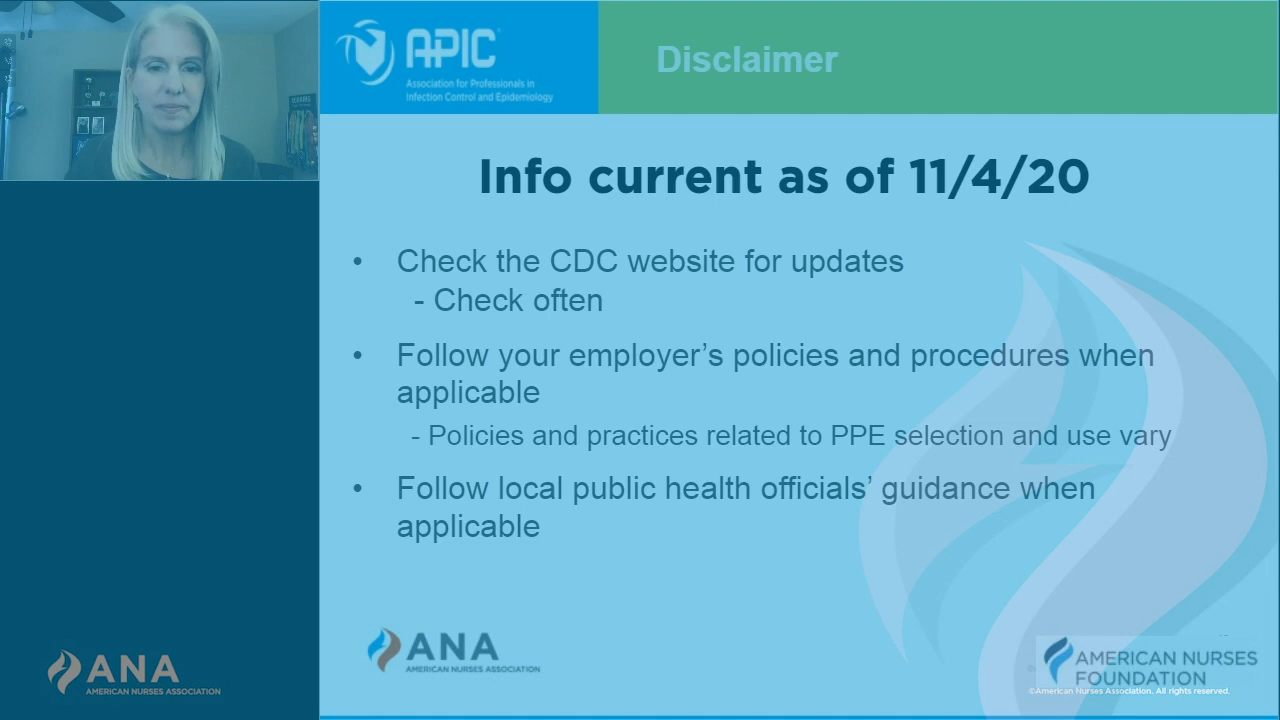 APIC
Association for Professionals in
Infection Control and Epidemiology
Disclaimer
Info current as of 11/4/20
• Check the CDC website for updates
- Check often
• Follow your employer’s policies and procedures when
applicable
- Policies and practices related to PPE selection and use vary
• Follow local public health officials’ guidance when
applicable
ANA
AMERICAN NURSES ASSOCIATION
ANA
AMERICAN NURSES ASSOCIATION
AMERICAN NURSES
FOUNDATION
©American Nurses Association. All rights reserved.